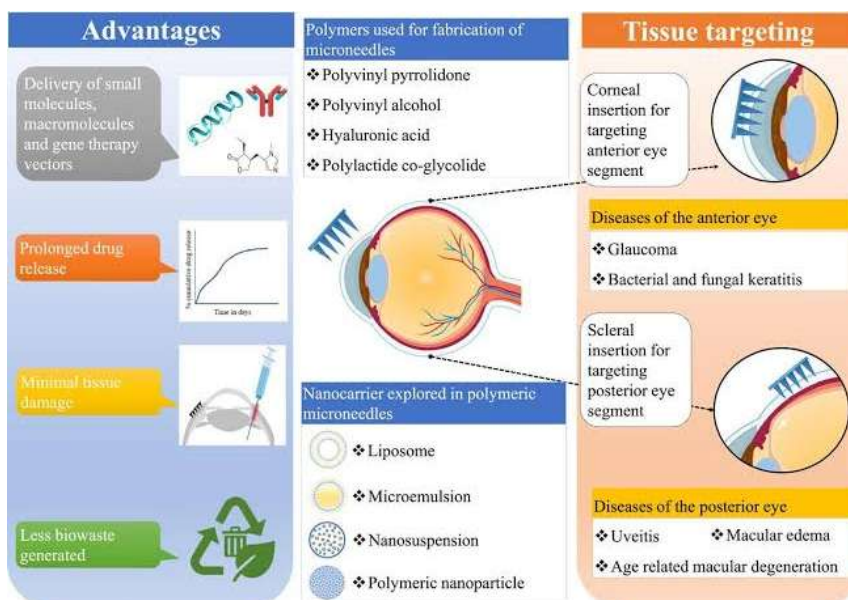 Advantages
Delivery of small
molecules,
macromolecules
and gene therapy
vectors
Prolonged drug
release
% cumulative drug release
Time in days
Minimal tissue
damage
Less biowaste
generated
Polymers used for fabrication of
microneedles
❖ Polyvinyl pyrrolidone
❖ Polyvinyl alcohol
❖ Hyaluronic acid
❖ Polylactide co-glycolide
Nanocarrier explored in polymeric
microneedles
❖ Liposome
❖ Microemulsion
❖ Nanosuspension
❖ Polymeric nanoparticle
Tissue targeting
Corneal
insertion for
targeting
anterior eye
segment
Diseases of the anterior eye
❖ Glaucoma
❖ Bacterial and fungal keratitis
Scleral
insertion for
targeting
posterior eye
segment
Diseases of the posterior eye
❖ Uveitis ❖ Macular edema
❖ Age related macular degeneration